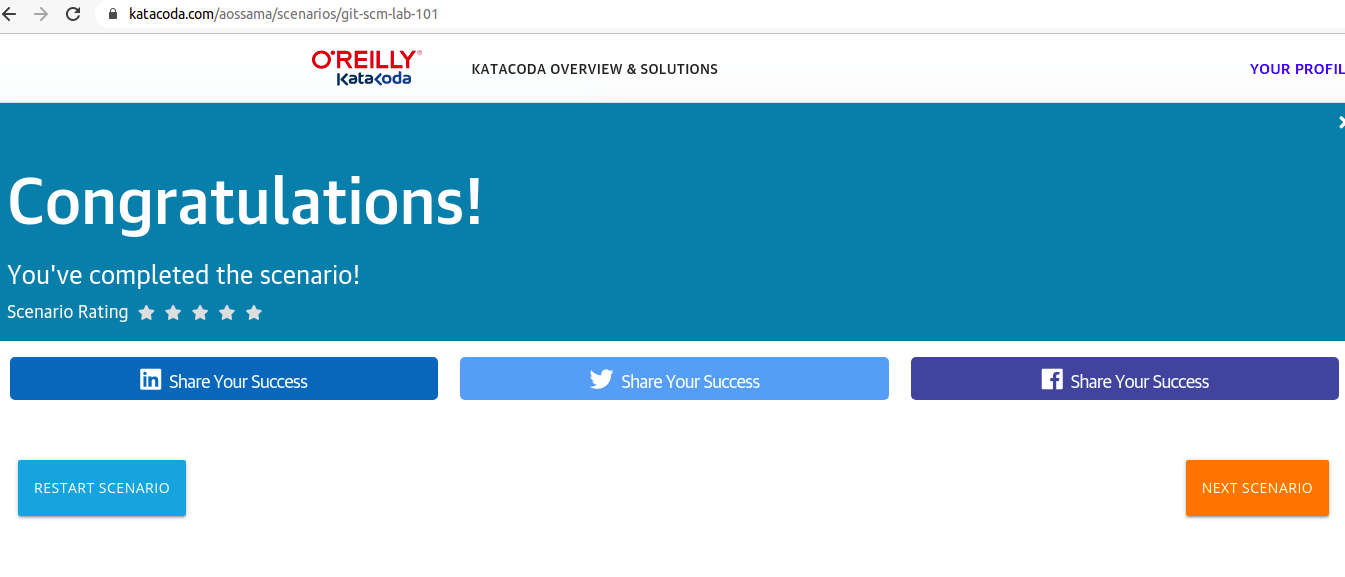 katacoda.com/aossama/scenarios/git-scm-lab-101
O'REILLY®
KataKoda
KATACODA OVERVIEW & SOLUTIONS
YOUR PROFIL
Congratulations!
You've completed the scenario!
Scenario Rating
Share Your Success
Share Your Success
Share Your Success
RESTART SCENARIO
NEXT SCENARIO